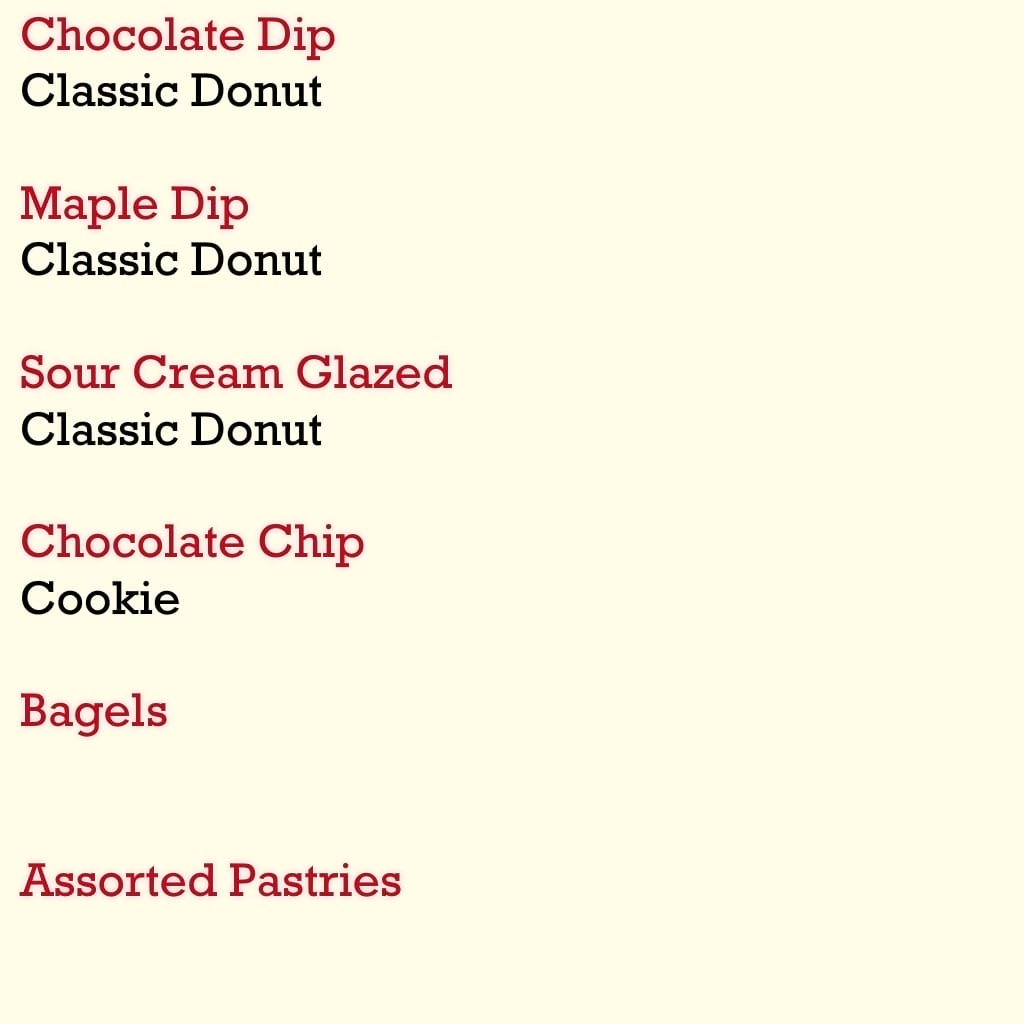 Chocolate Dip
Classic Donut
Maple Dip
Classic Donut
Sour Cream Glazed
Classic Donut
Chocolate Chip
Cookie
Bagels
Assorted Pastries